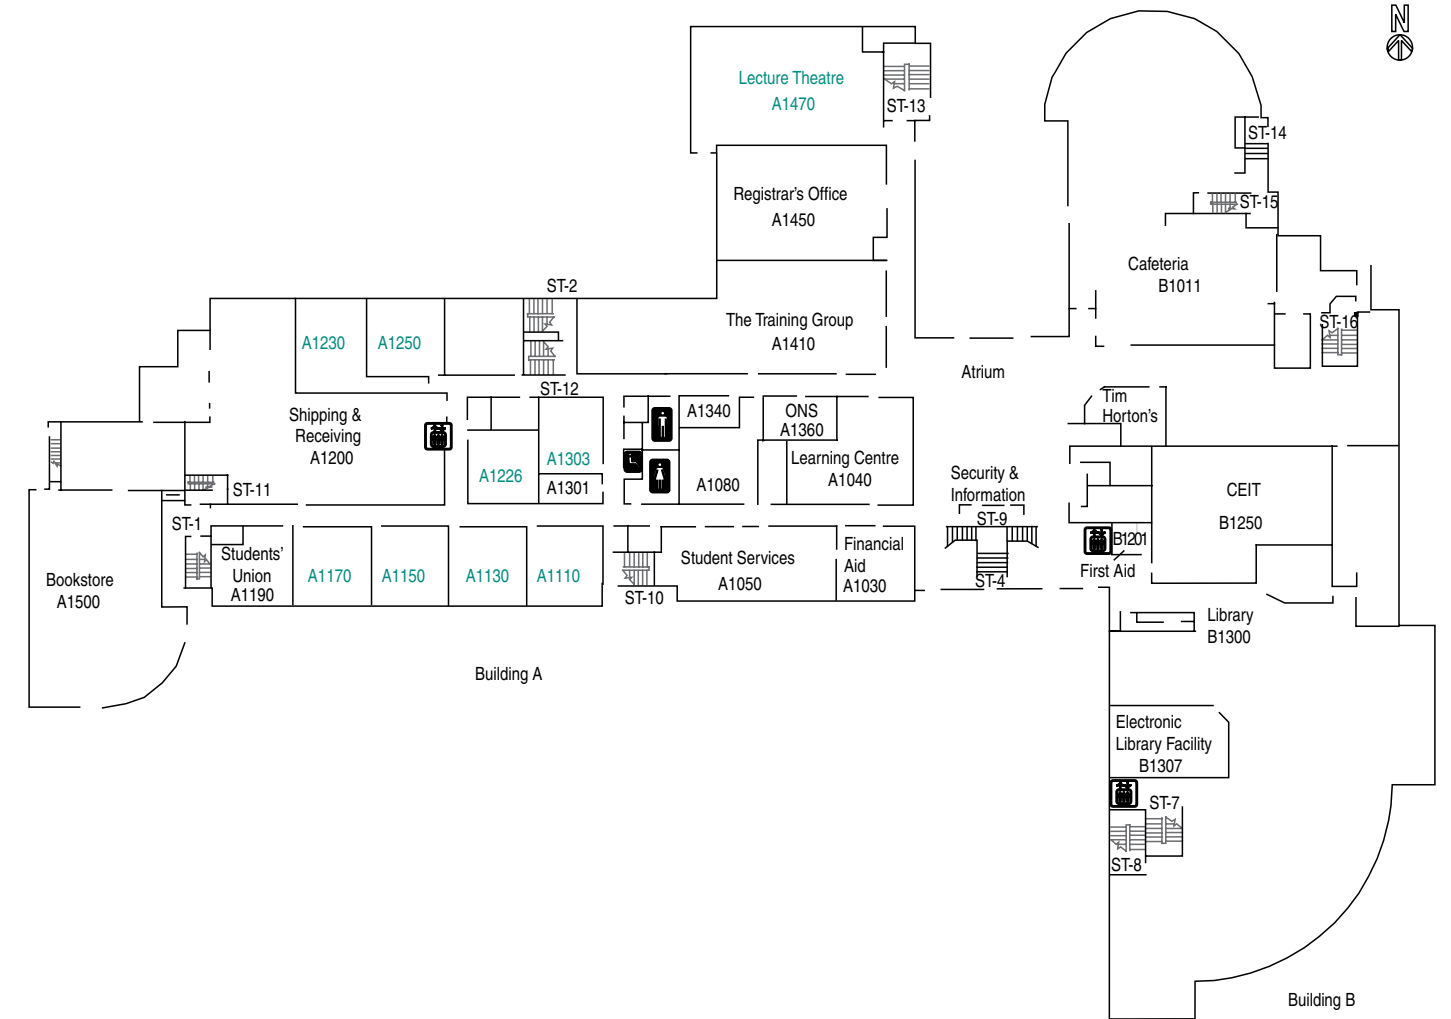 N
Lecture Theatre
A1470
ST-13
ST-14
Registrar's Office
A1450
ST-15
Cafeteria
B1011
ST-2
The Training Group
A1410
ST-16
A1230
A1250
Atrium
ST-12
Tim
Horton's
Shipping &
Receiving
A1200
A1340
ONS
A1360
A1226
A1303
A1301
A1080
Learning Centre
A1040
Security &
Information
ST-9
ST-4
CEIT
B1250
ST-11
ST-1
B1201
First Aid
Students'
Union
A1190
A1170
A1150
A1130
A1110
ST-10
Student Services
A1050
Financial
Aid
A1030
Bookstore
A1500
Library
B1300
Building A
Electronic
Library Facility
B1307
ST-7
ST-8
Building B